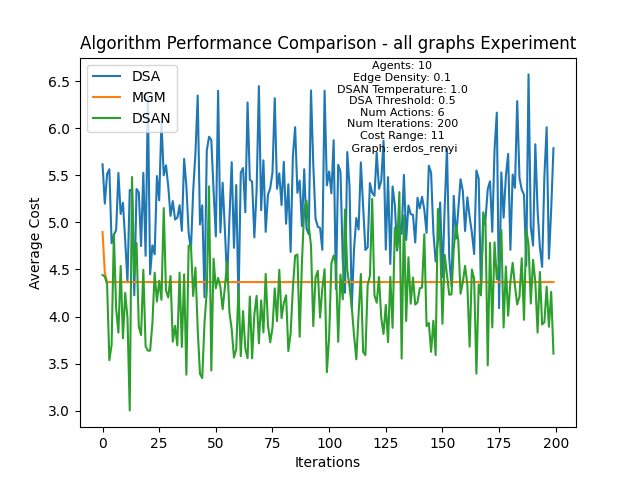 Algorithm Performance Comparison - all graphs Experiment
DSA
MGM
DSAN
Agents: 10
Edge Density: 0.1
DSAN Temperature: 1.0
DSA Threshold: 0.5
Num Actions: 6
Num Iterations: 200
Cost Range: 11
Graph: erdos_renyi
Average Cost
6.5
6.0
5.5
5.0
4.5
4.0
3.5
3.0
0 25 50 75 100 125 150 175 200
Iterations